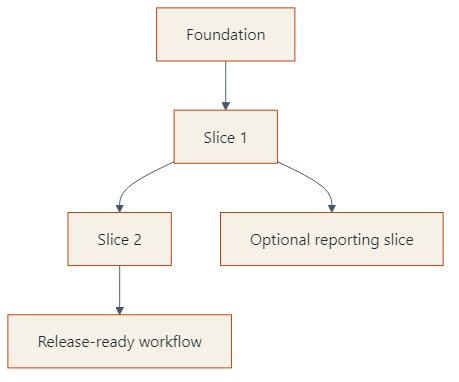 Foundation
Slice 1
Slice 2
Optional reporting slice
Release-ready workflow